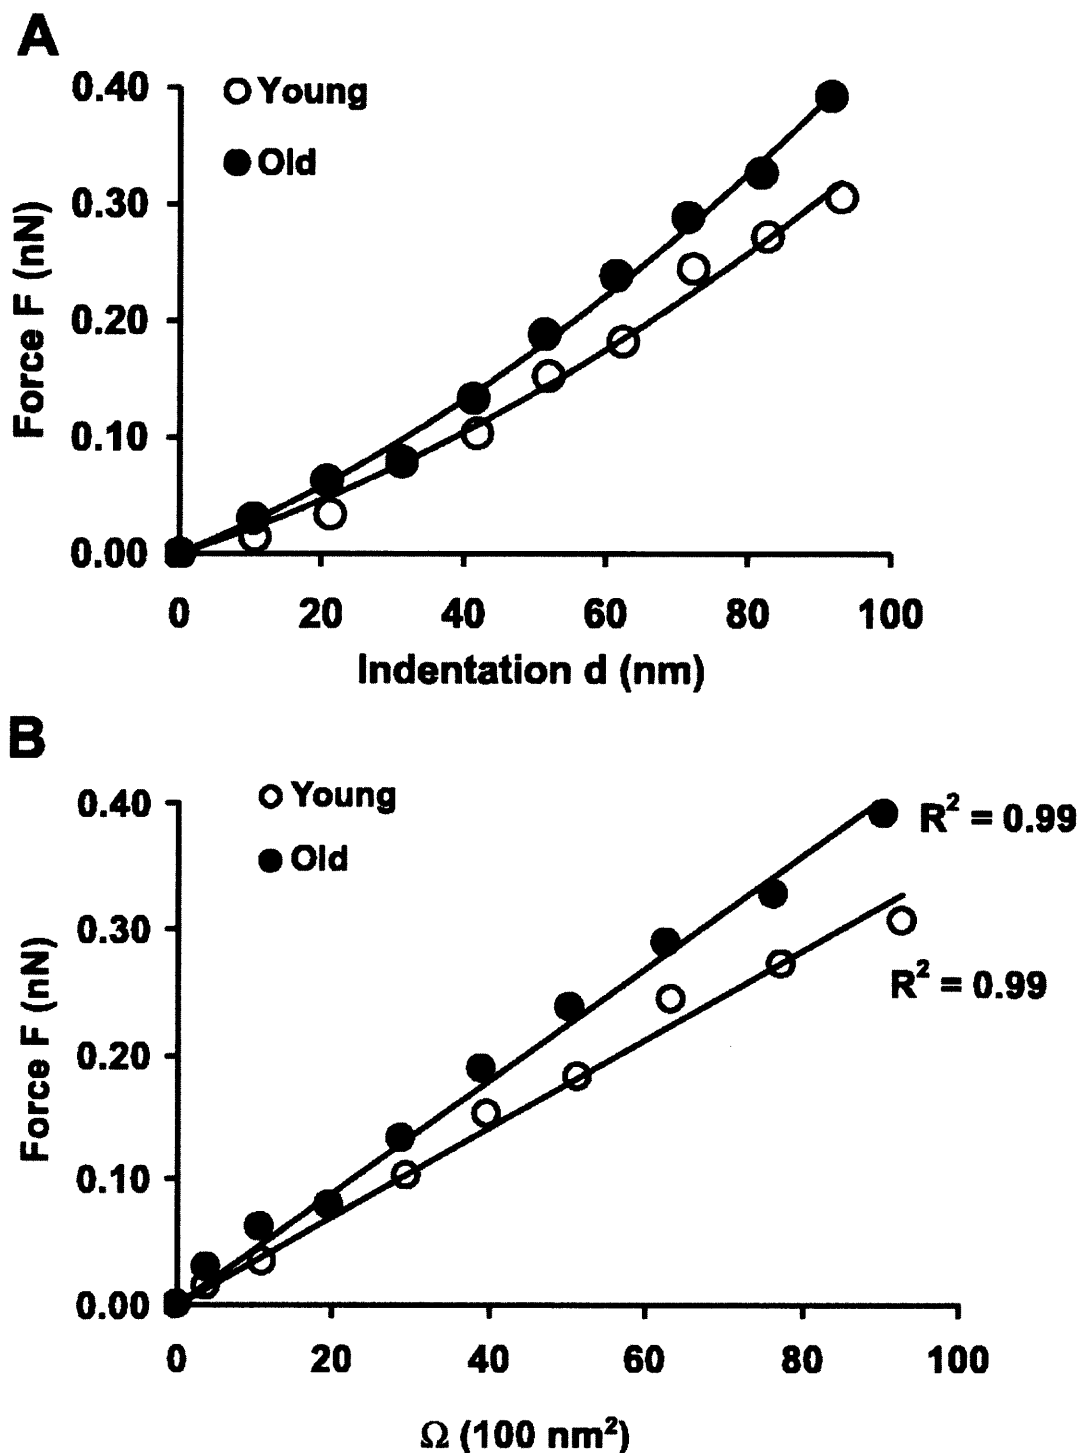 A
0.40
Young
Old
0.30
0.20
0.10
0.00
Force F (nN)
0 20 40 60 80 100
Indentation d (nm)
B
0.40
Young
Old
R² = 0.99
0.30
R² = 0.99
0.20
0.10
0.00
Force F (nN)
0 20 40 60 80 100
Ω (100 nm²)